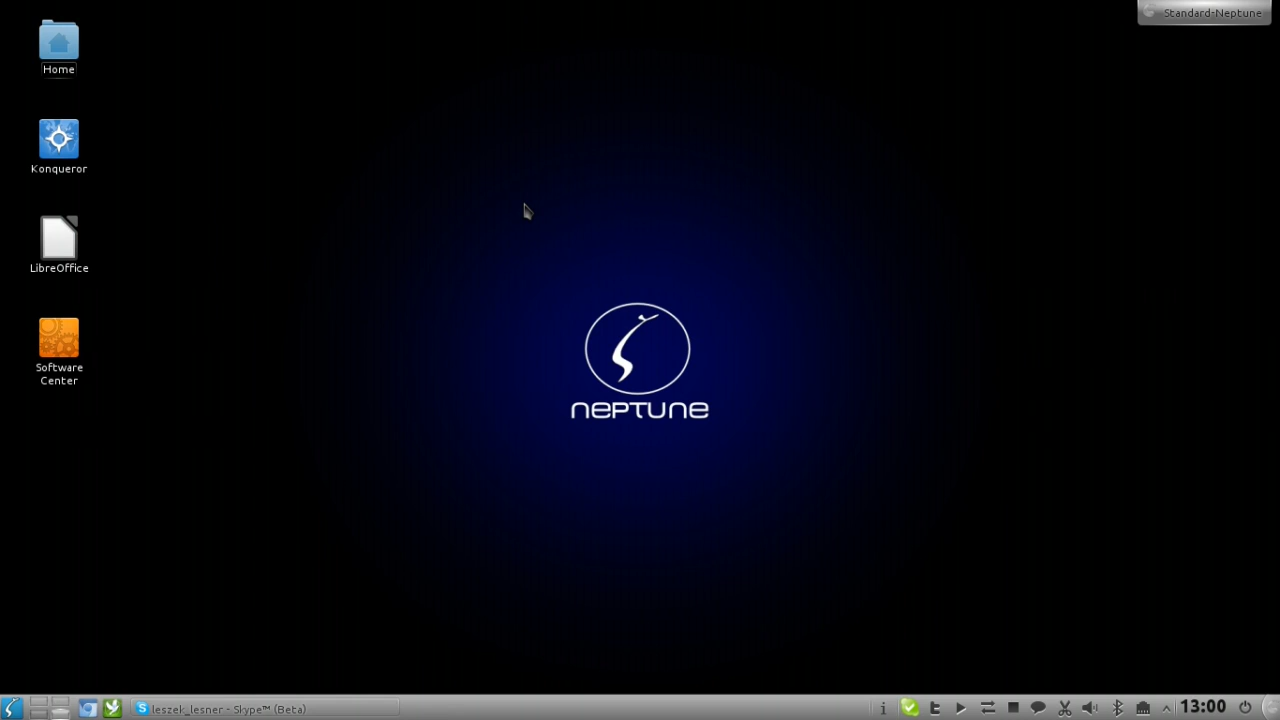 Standard-Neptune
Home
Konqueror
LibreOffice
Software
Center
NEPTUNE
leszek_lesner - Skype™ (Beta)
13:00